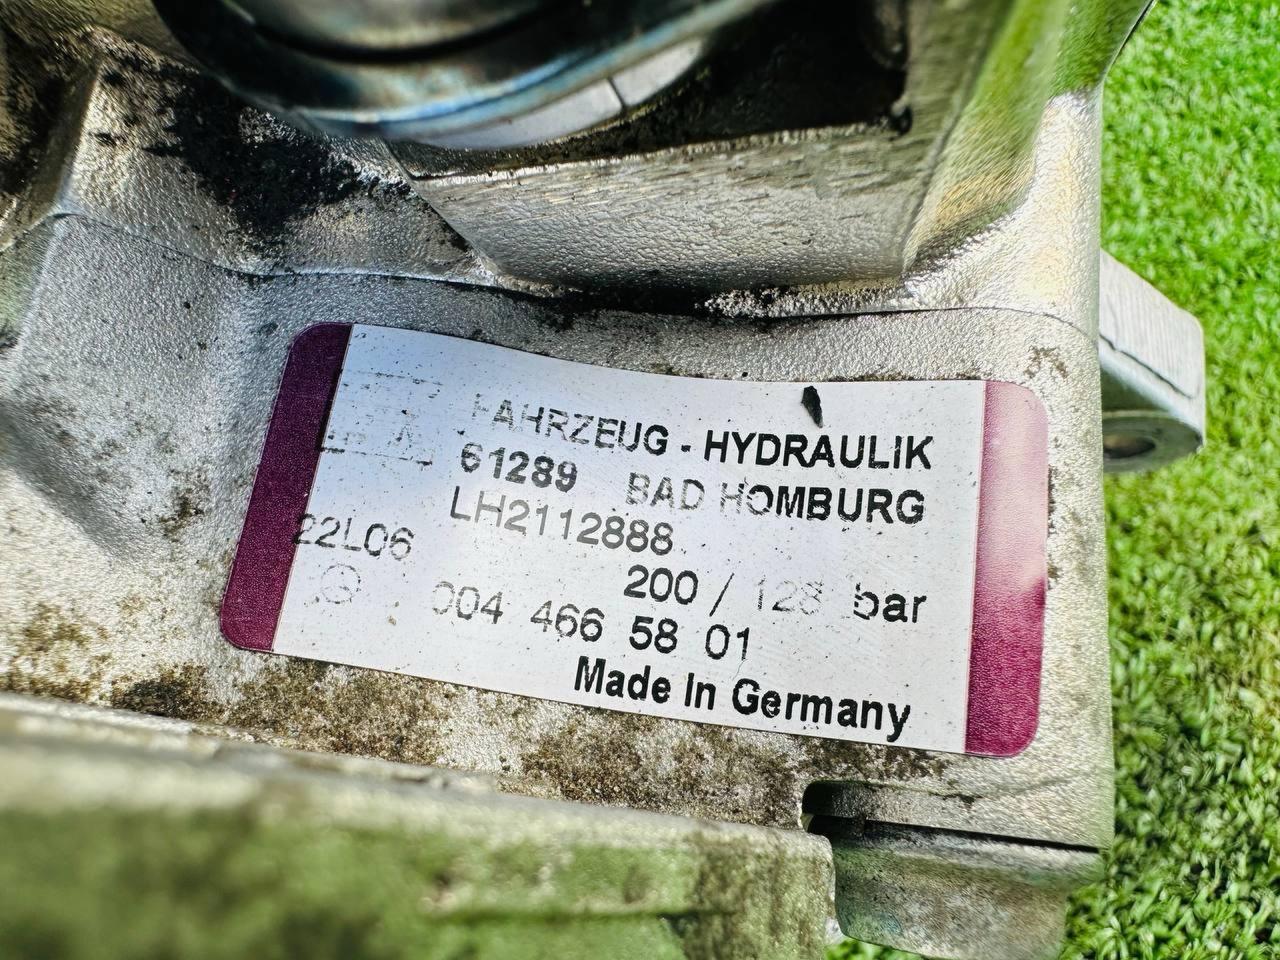 FAHRZEUG - HYDRAULIK
61289 BAD HOMBURG
LH2112888
22L06
200 / 128 bar
004 466 58 01
Made In Germany